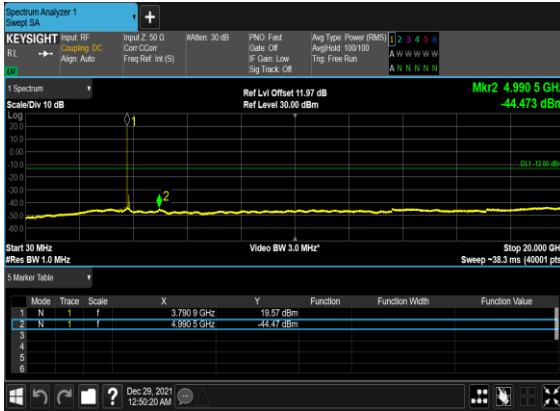 Spectrum Analyzer 1
Swept SA
+
KEYSIGHT Input: RF Input Z: 50 Ω #Atten: 30 dB PNO: Fast Avg Type: Power (RMS) 1 2 3 4 5 6
RL Coupling: DC Corr CCorr Gate: Off Avg|Hold: 100/100 A W W W W W
Align: Auto Freq Ref: Int (S) IF Gain: Low Trig: Free Run
Sig Track: Off A N N N N N
1 Spectrum
Ref Lvl Offset 11.97 dB Mkr2 4.990 5 GHz
Scale/Div 10 dB Ref Level 30.00 dBm -44.473 dBm
Log
20.0
10.0
0.00
-10.0
-20.0
-30.0
-40.0
-50.0
-60.0
1
2
DL1 -13.00 dBm
Start 30 MHz Video BW 3.0 MHz* Stop 20.000 GHz
#Res BW 1.0 MHz Sweep ~38.3 ms (40001 pts)
5 Marker Table
Mode Trace Scale X Y Function Function Width Function Value
1 N 1 f 3.790 9 GHz 19.57 dBm
2 N 1 f 4.990 5 GHz -44.47 dBm
3
4
5
6
? Dec 29, 2021
12:50:20 AM